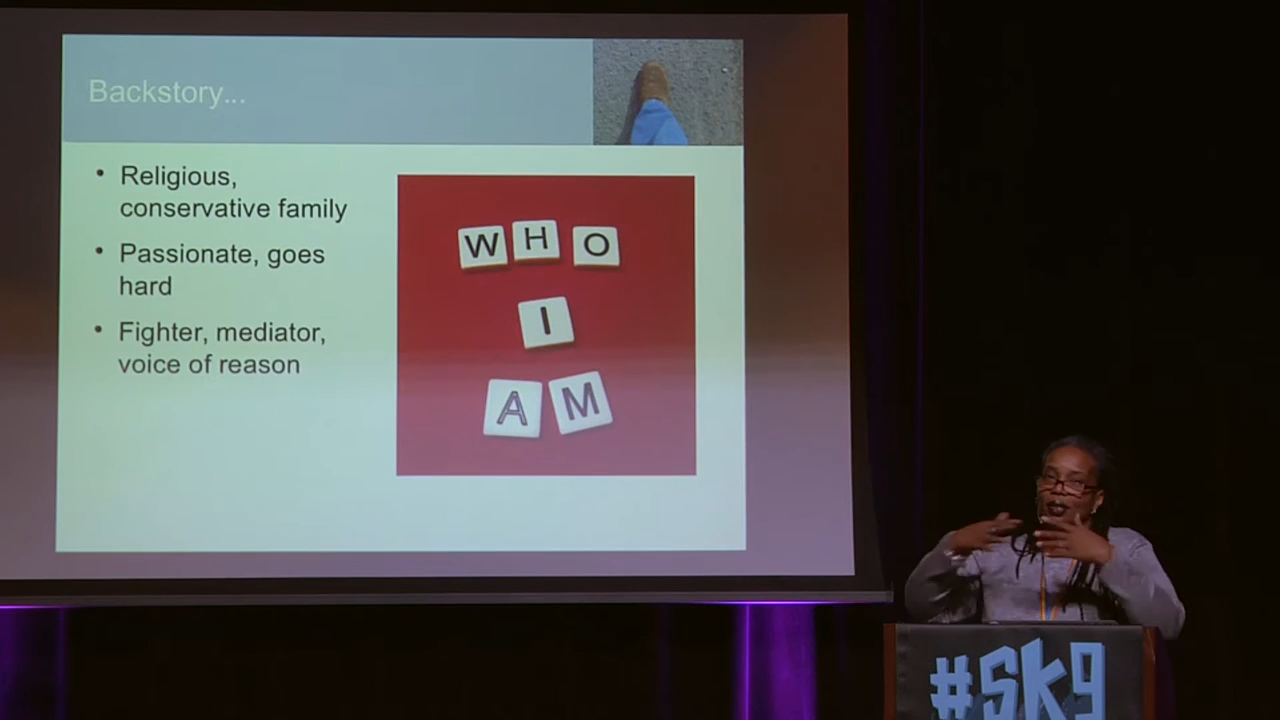 Backstory...
• Religious,
conservative family
• Passionate, goes
hard
• Fighter, mediator,
voice of reason
WHO
I
AM
#SK9